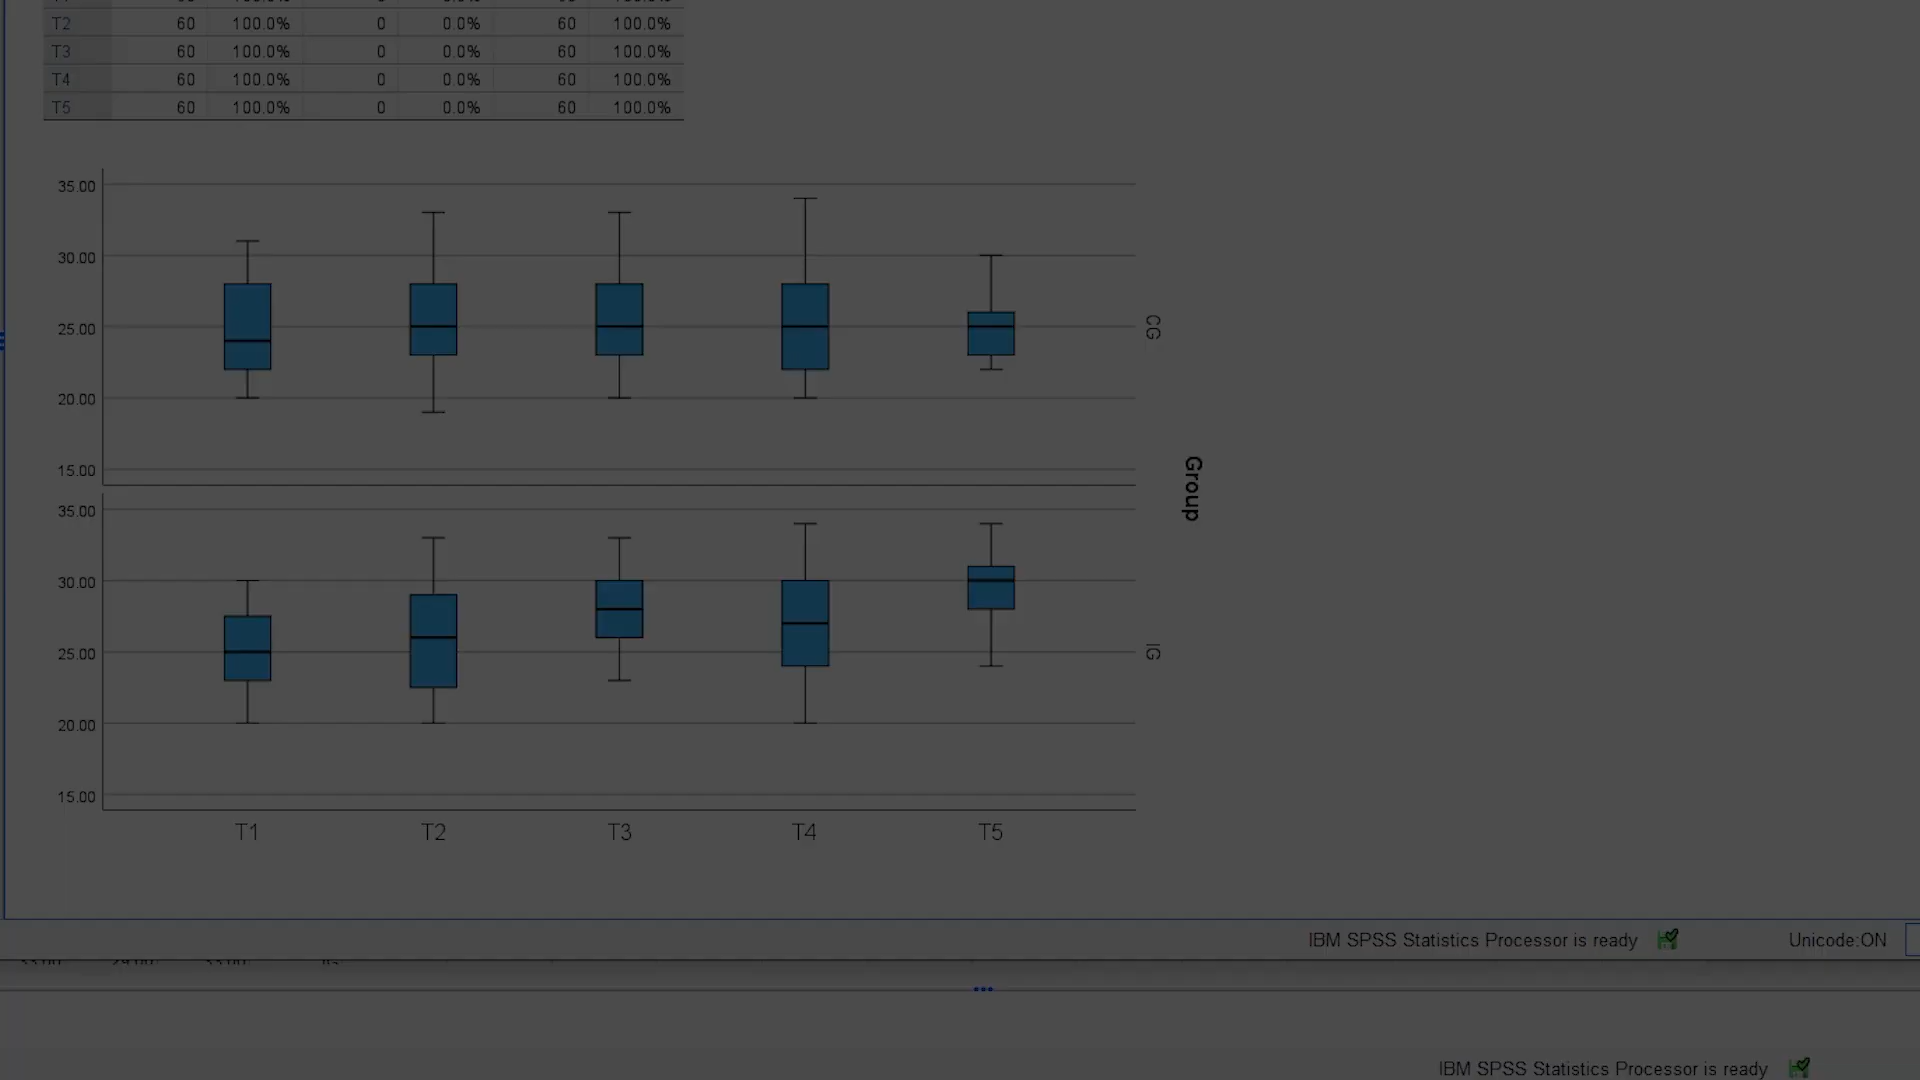 T2 60 100.0% 0 0.0% 60 100.0%
T3 60 100.0% 0 0.0% 60 100.0%
T4 60 100.0% 0 0.0% 60 100.0%
T5 60 100.0% 0 0.0% 60 100.0%
35.00
30.00
25.00
20.00
15.00
CG
35.00
30.00
25.00
20.00
15.00
IG
Group
T1 T2 T3 T4 T5
IBM SPSS Statistics Processor is ready Unicode:ON
IBM SPSS Statistics Processor is ready